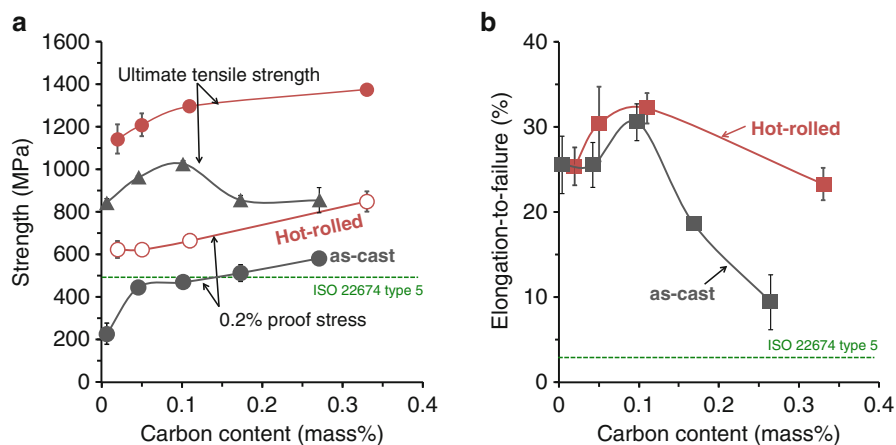 a
1600
1400
1200
1000
800
600
400
200
0
Strength (MPa)
Ultimate tensile strength
Hot-rolled
as-cast
ISO 22674 type 5
0.2% proof stress
0 0.1 0.2 0.3 0.4
Carbon content (mass%)
b
40
30
20
10
0
Elongation-to-failure (%)
Hot-rolled
as-cast
ISO 22674 type 5
0 0.1 0.2 0.3 0.4
Carbon content (mass%)